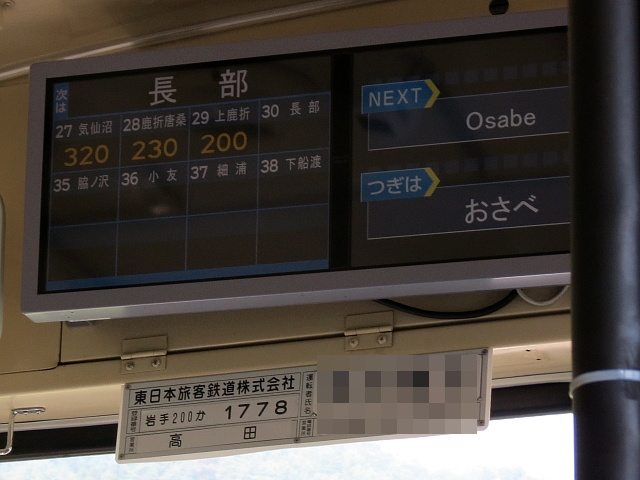 次は 長部
27 気仙沼 28 鹿折唐桑 29 上鹿折 30 長部
320 230 200
35 脇ノ沢 36 小友 37 細浦 38 下船渡
NEXT
Osabe
つぎは
おさべ
東日本旅客鉄道株式会社
岩手200か 1778
高田
運転者氏名